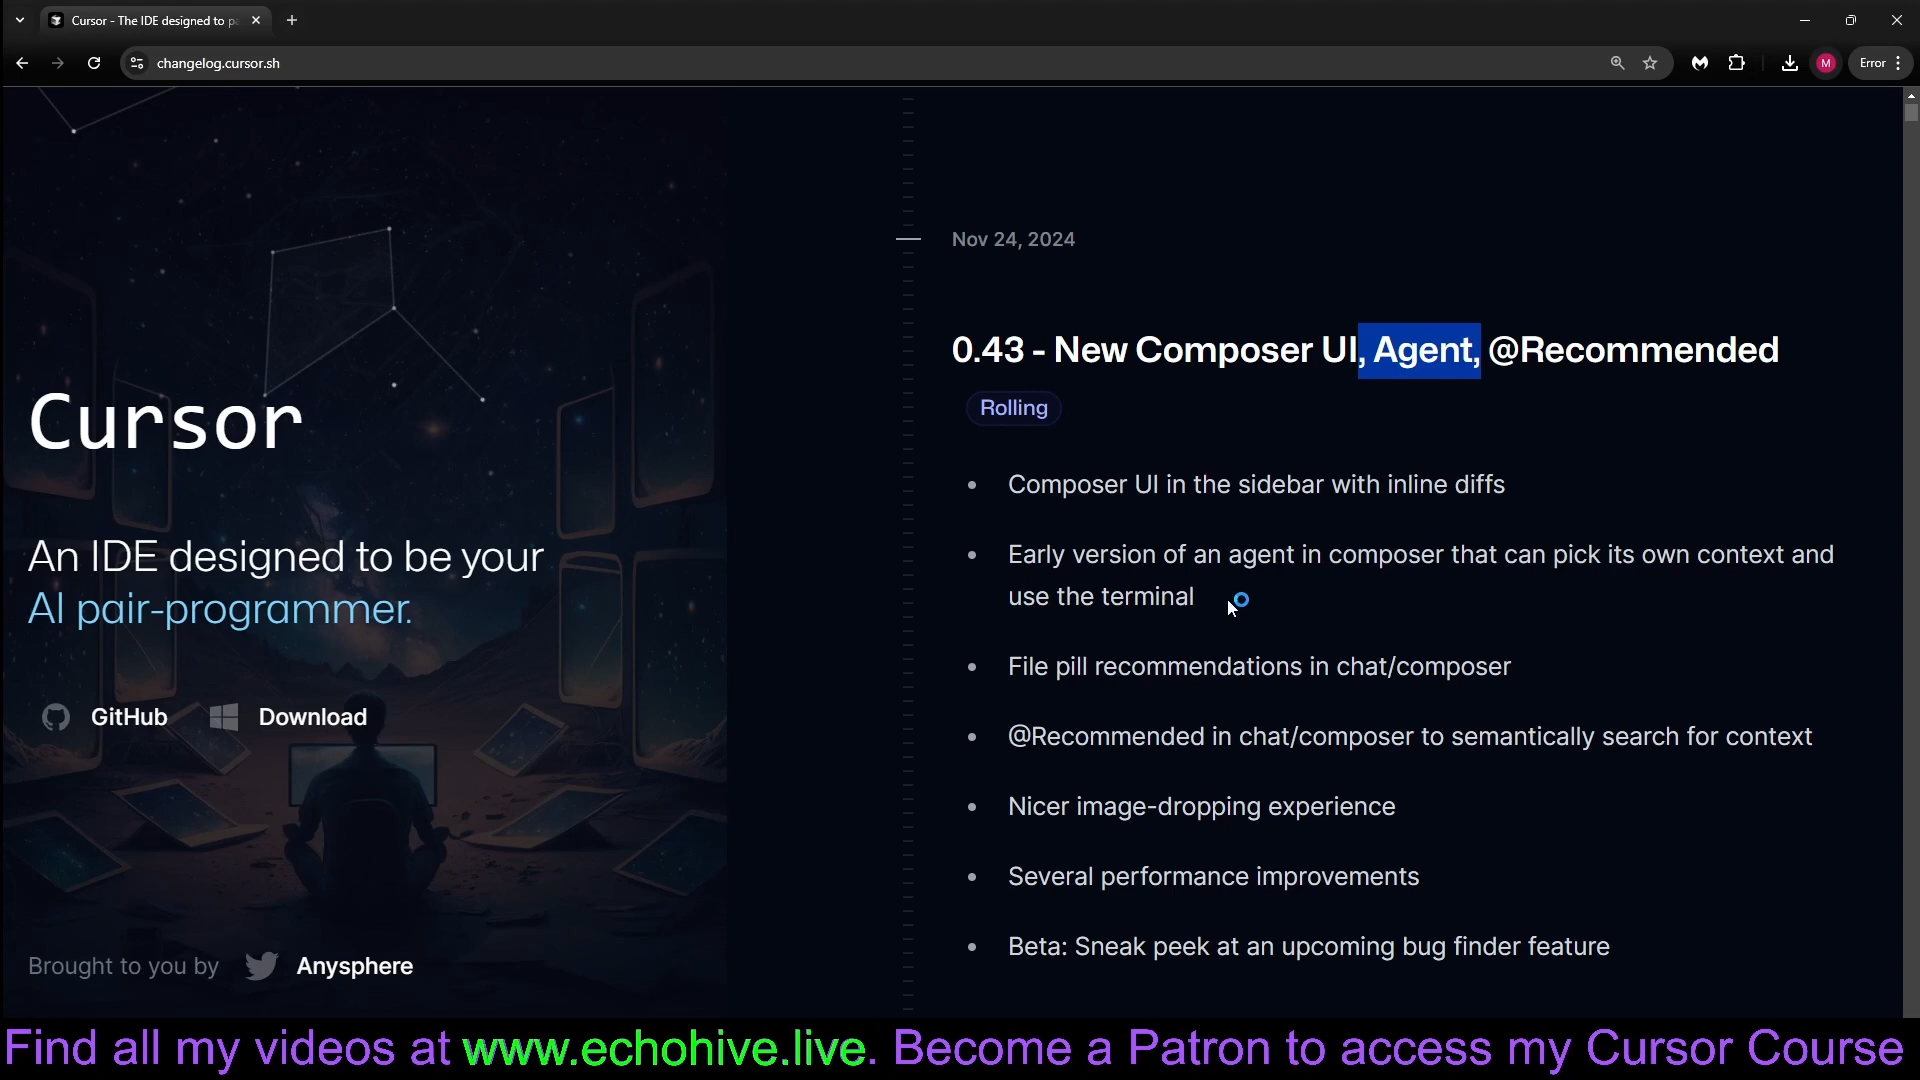 Cursor - The IDE designed to pa
changelog.cursor.sh
M
Error
Nov 24, 2024
0.43 - New Composer UI, Agent, @Recommended
Rolling
• Composer UI in the sidebar with inline diffs
• Early version of an agent in composer that can pick its own context and
use the terminal
• File pill recommendations in chat/composer
• @Recommended in chat/composer to semantically search for context
• Nicer image-dropping experience
• Several performance improvements
• Beta: Sneak peek at an upcoming bug finder feature
Cursor
An IDE designed to be your
AI pair-programmer.
GitHub Download
Brought to you by Anysphere
Find all my videos at www.echohive.live. Become a Patron to access my Cursor Course